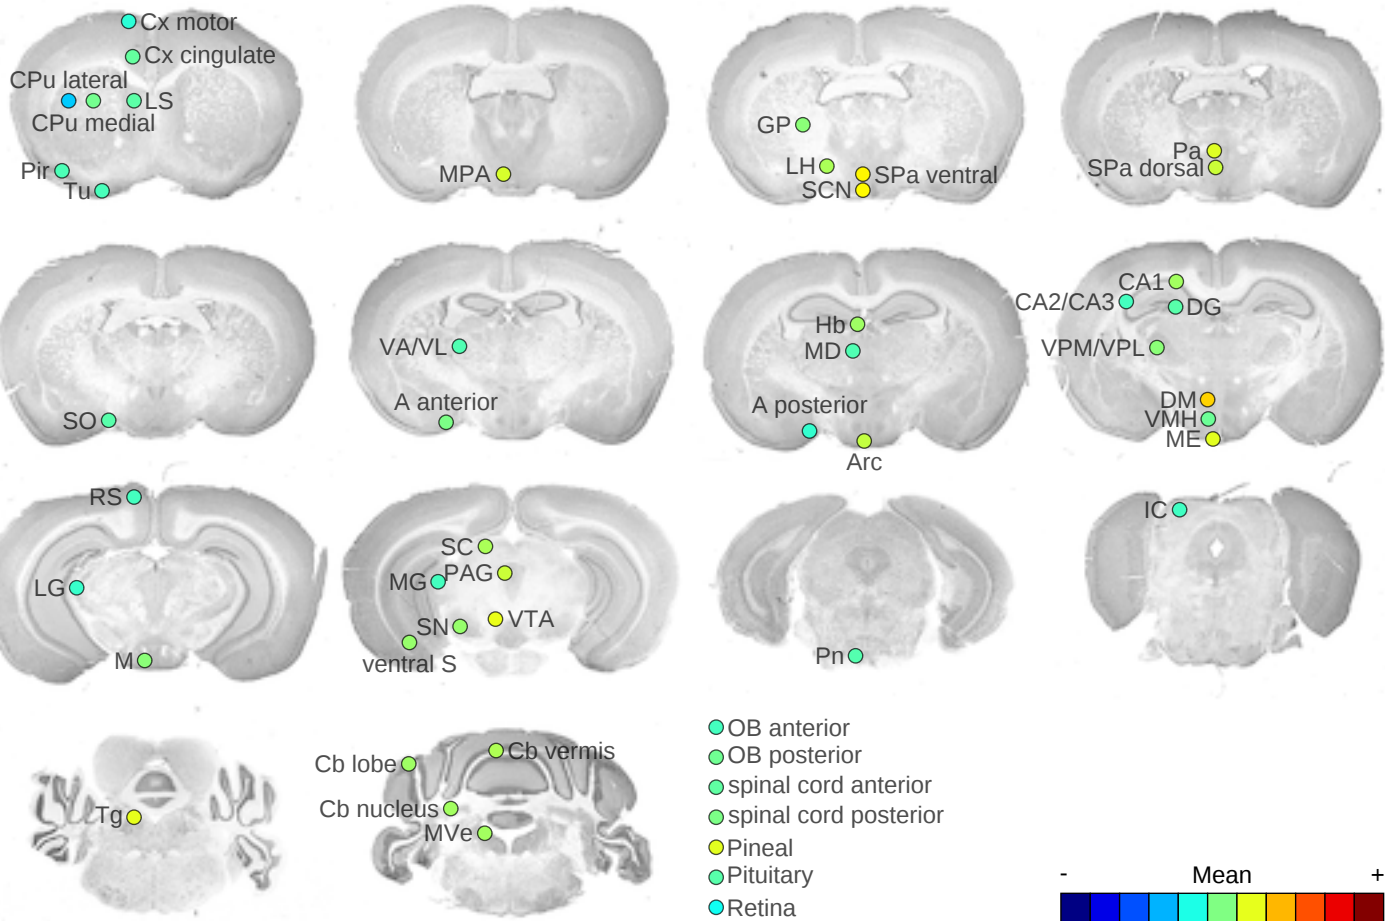 Cx motor
Cx cingulate
CPu lateral
LS
CPu medial
Pir
Tu
MPA
GP
LH
SPa ventral
SCN
Pa
SPa dorsal
SO
VA/VL
A anterior
Hb
MD
A posterior
Arc
CA1
CA2/CA3
DG
VPM/VPL
DM
VMH
ME
RS
LG
M
SC
MG
PAG
SN
VTA
ventral S
Pn
IC
Tg
Cb lobe
Cb vermis
Cb nucleus
MVe
OB anterior
OB posterior
spinal cord anterior
spinal cord posterior
Pineal
Pituitary
Retina
- Mean +